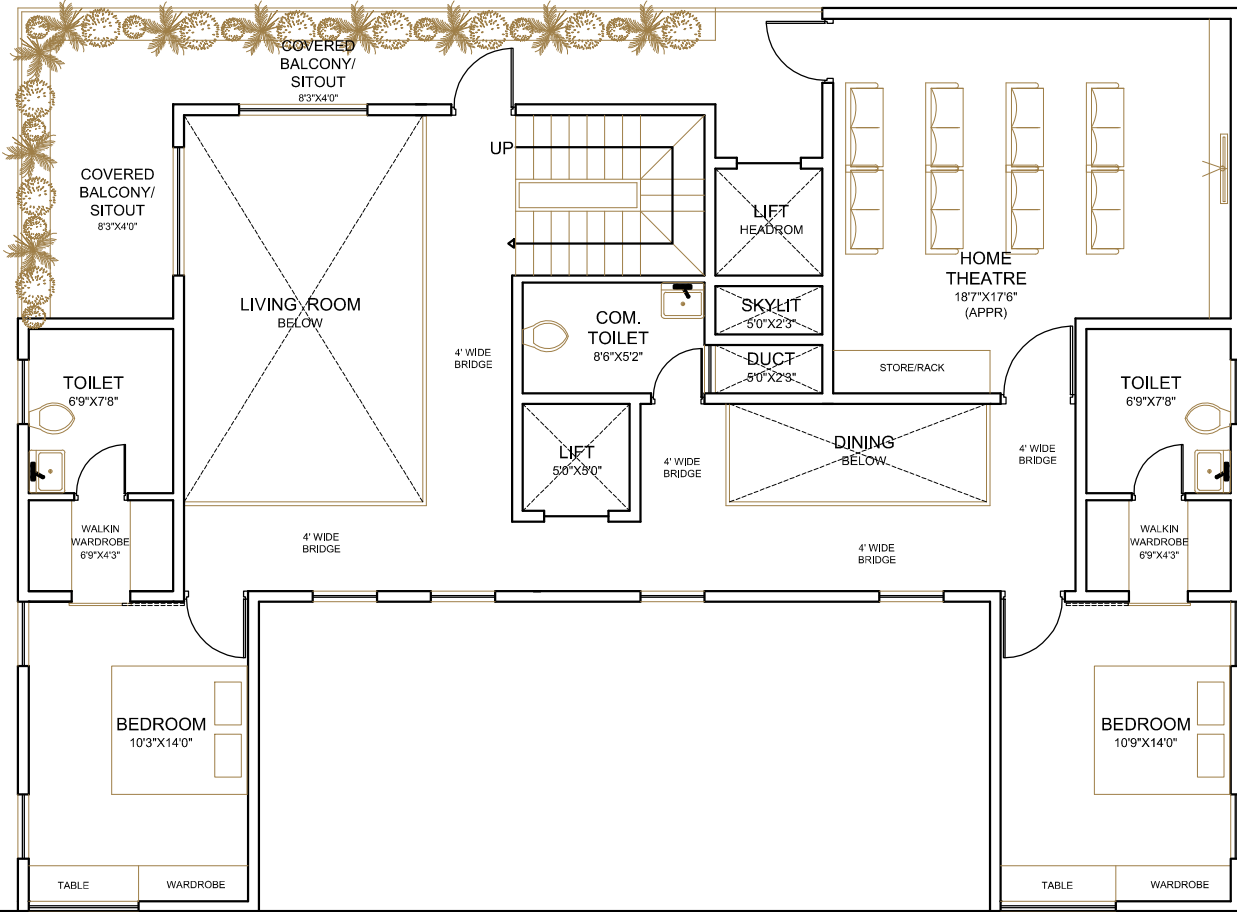 COVERED
BALCONY/
SITOUT
8'3"X4'0"
UP
COVERED
BALCONY/
SITOUT
8'3"X4'0"
LIFT
HEADROM
HOME
THEATRE
18'7"X17'6"
(APPR)
LIVING ROOM
BELOW
SKYLIT
5'0"X2'3"
COM.
TOILET
8'6"X5'2"
4' WIDE
BRIDGE
DUCT
5'0"X2'3"
STORE/RACK
TOILET
6'9"X7'8"
TOILET
6'9"X7'8"
LIFT
5'0"X5'0"
4' WIDE
BRIDGE
DINING
BELOW
4' WIDE
BRIDGE
WALKIN
WARDROBE
6'9"X4'3"
4' WIDE
BRIDGE
4' WIDE
BRIDGE
WALKIN
WARDROBE
6'9"X4'3"
BEDROOM
10'3"X14'0"
BEDROOM
10'9"X14'0"
TABLE
WARDROBE
TABLE
WARDROBE